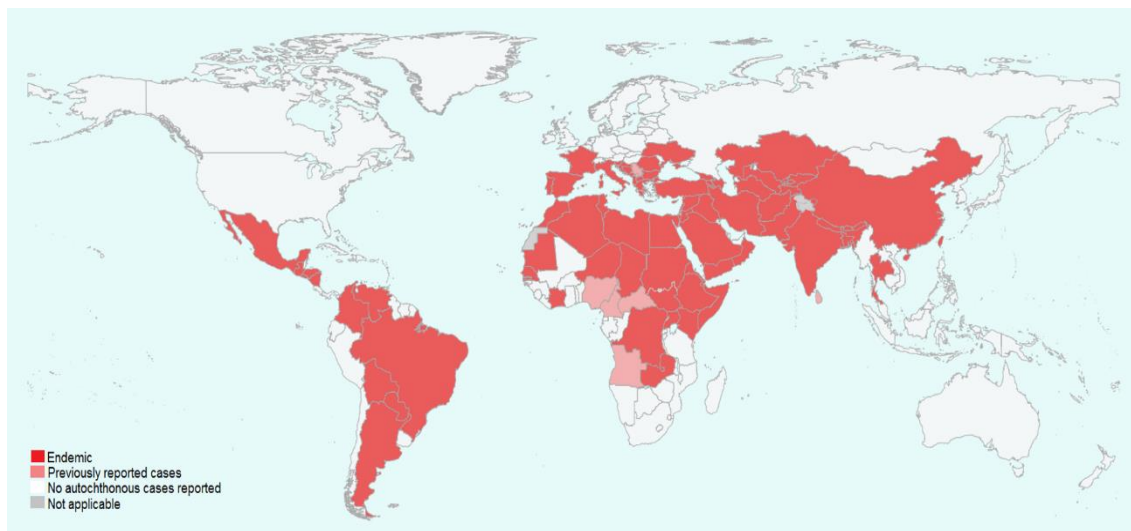 Endemic
Previously reported cases
No autochthonous cases reported
Not applicable